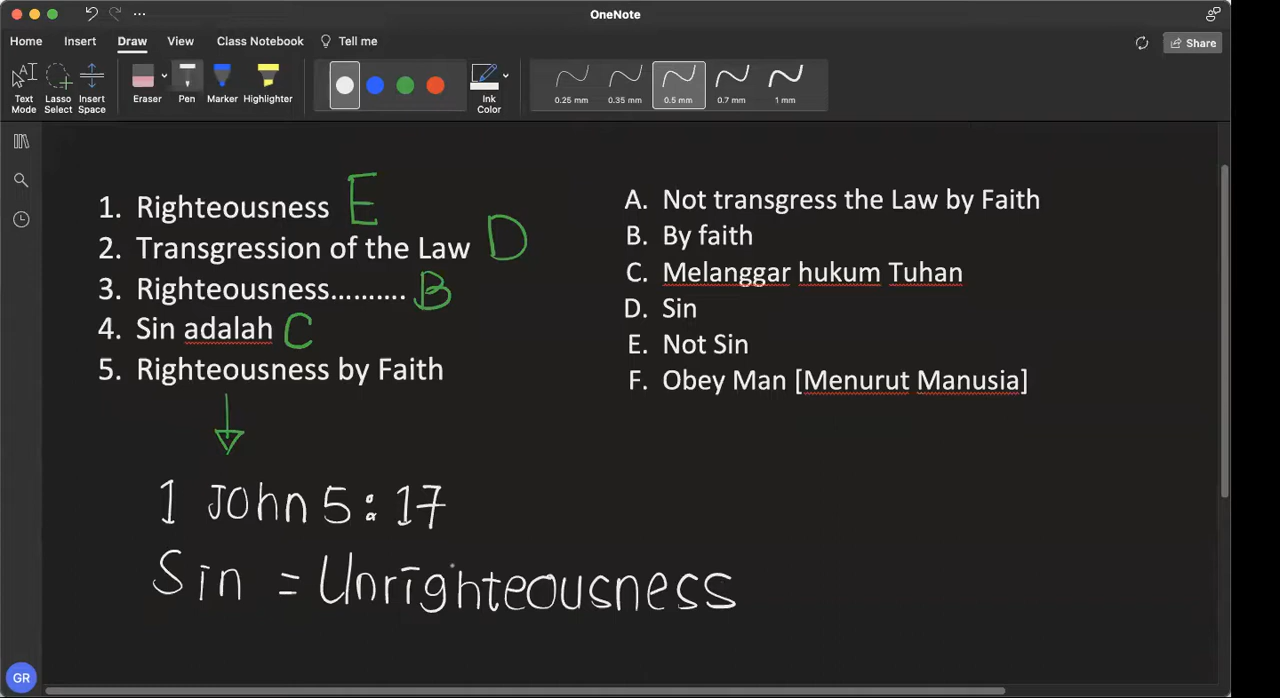 OneNote
Home Insert Draw View Class Notebook Tell me
Share
Text Mode
Lasso Select
Insert Space
Eraser
Pen
Marker
Highlighter
Ink Color
0.25 mm
0.35 mm
0.5 mm
0.7 mm
1 mm
1. Righteousness E
2. Transgression of the Law D
3. Righteousness.......... B
4. Sin adalah C
5. Righteousness by Faith
A. Not transgress the Law by Faith
B. By faith
C. Melanggar hukum Tuhan
D. Sin
E. Not Sin
F. Obey Man [Menurut Manusia]
1 John 5:17
Sin = Unrighteousness
GR